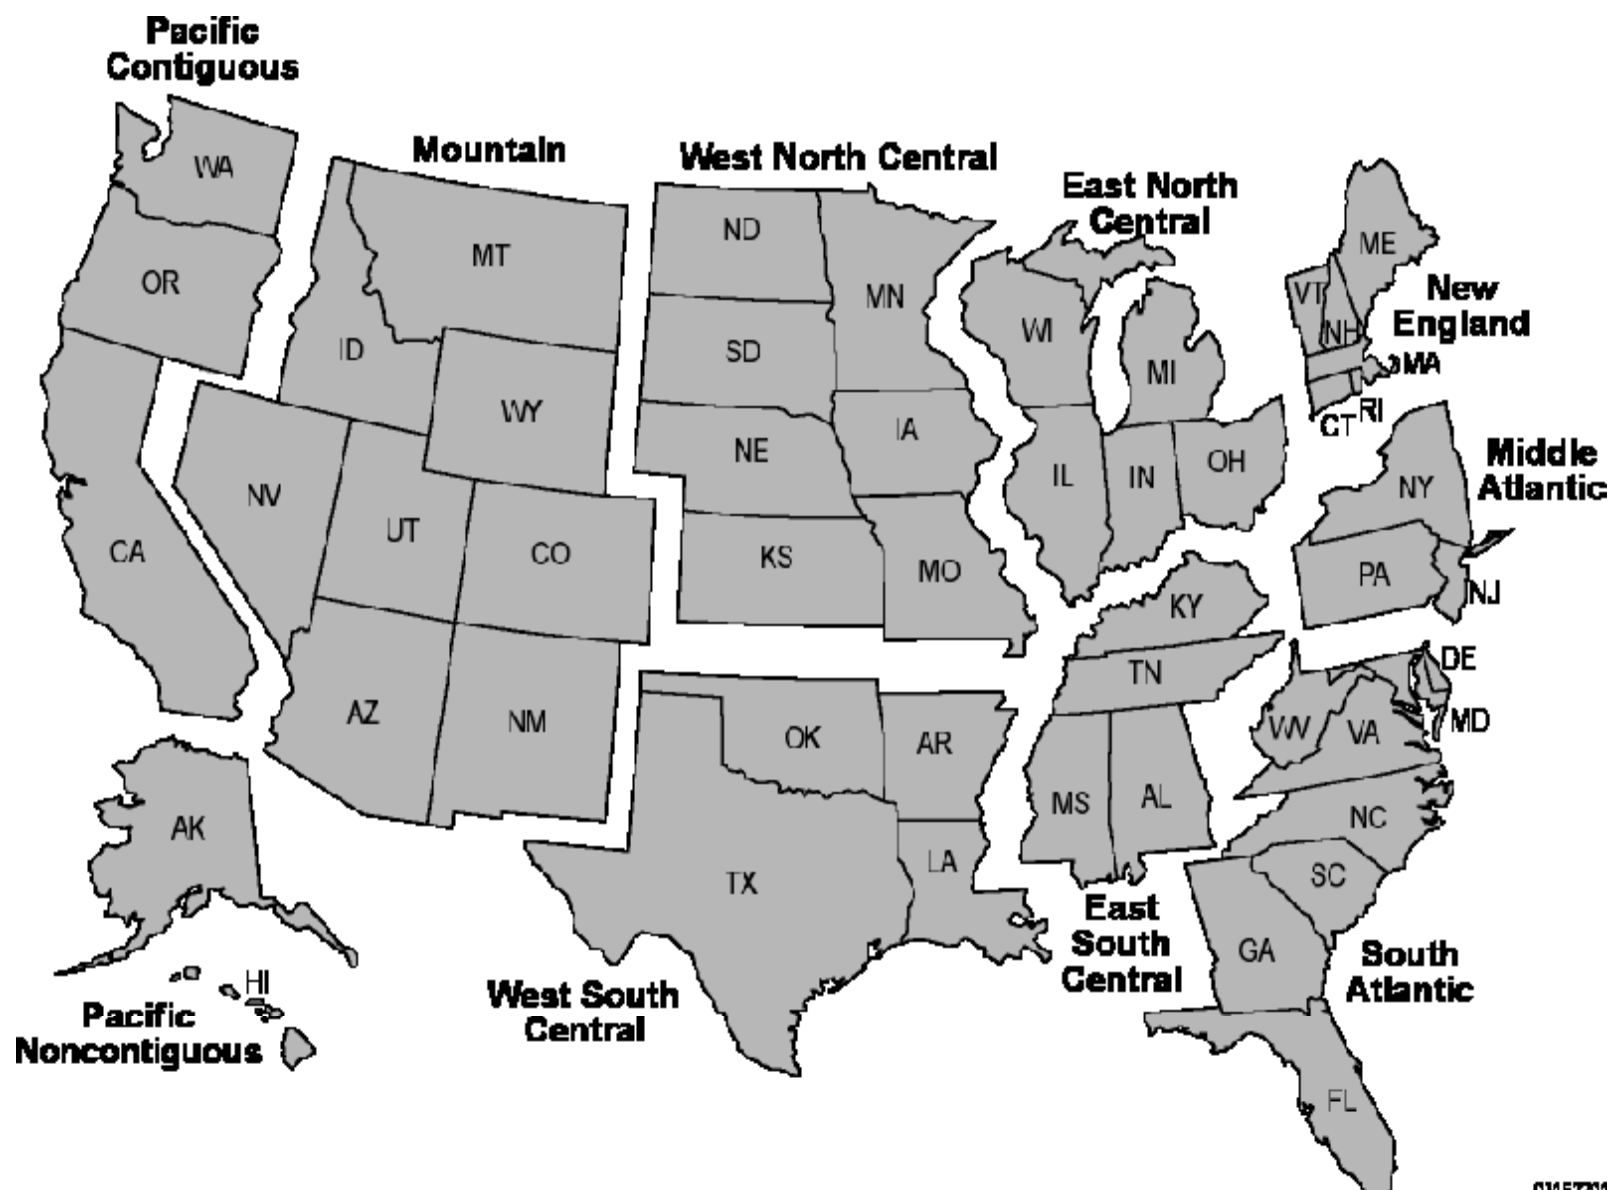 Pacific
Contiguous
Mountain
West North Central
East North
Central
New
England
Middle
Atlantic
East
South
Central
South
Atlantic
West South
Central
Pacific
Noncontiguous
WA
OR
CA
AK
HI
MT
ID
WY
NV
UT
CO
AZ
NM
ND
SD
NE
KS
MN
IA
MO
OK
AR
TX
LA
WI
MI
IL
IN
OH
KY
TN
MS
AL
ME
VT
NH
MA
CT
RI
NY
PA
NJ
DE
MD
WV
VA
NC
SC
GA
FL